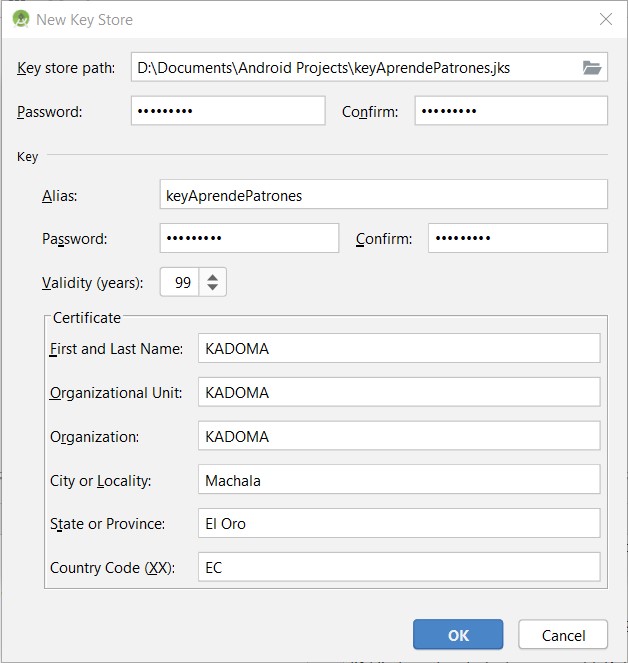 New Key Store
Key store path: D:\Documents\Android Projects\keyAprendePatrones.jks
Password: ••••••••• Confirm: •••••••••
Key
Alias: keyAprendePatrones
Password: ••••••••• Confirm: •••••••••
Validity (years): 99
Certificate
First and Last Name: KADOMA
Organizational Unit: KADOMA
Organization: KADOMA
City or Locality: Machala
State or Province: El Oro
Country Code (XX): EC
OK Cancel